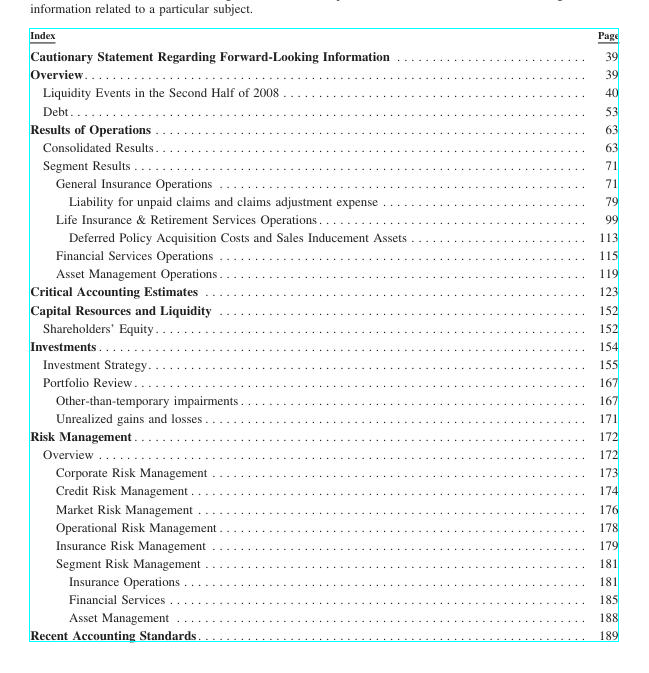 information related to a particular subject.
Index Page
Cautionary Statement Regarding Forward-Looking Information . . . . . . . . . . . . . . . . . . . . . . . . . . . 39
Overview . . . . . . . . . . . . . . . . . . . . . . . . . . . 39
Liquidity Events in the Second Half of 2008 . . . . . . . . . . . . . . . . . . . . . . . . . . . 40
Debt . . . . . . . . . . . . . . . . . . . . . . . . . . . 53
Results of Operations . . . . . . . . . . . . . . . . . . . . . . . . . . . 63
Consolidated Results . . . . . . . . . . . . . . . . . . . . . . . . . . . 63
Segment Results . . . . . . . . . . . . . . . . . . . . . . . . . . . 71
General Insurance Operations . . . . . . . . . . . . . . . . . . . . . . . . . . . 71
Liability for unpaid claims and claims adjustment expense . . . . . . . . . . . . . . . . . . . . . . . . . . . 79
Life Insurance & Retirement Services Operations . . . . . . . . . . . . . . . . . . . . . . . . . . . 99
Deferred Policy Acquisition Costs and Sales Inducement Assets . . . . . . . . . . . . . . . . . . . . . . . . . 113
Financial Services Operations . . . . . . . . . . . . . . . . . . . . . . . . . . . 115
Asset Management Operations . . . . . . . . . . . . . . . . . . . . . . . . . . . 119
Critical Accounting Estimates . . . . . . . . . . . . . . . . . . . . . . . . . . . 123
Capital Resources and Liquidity . . . . . . . . . . . . . . . . . . . . . . . . . . . 152
Shareholders' Equity . . . . . . . . . . . . . . . . . . . . . . . . . . . 152
Investments . . . . . . . . . . . . . . . . . . . . . . . . . . . 154
Investment Strategy . . . . . . . . . . . . . . . . . . . . . . . . . . . 155
Portfolio Review . . . . . . . . . . . . . . . . . . . . . . . . . . . 167
Other-than-temporary impairments . . . . . . . . . . . . . . . . . . . . . . . . . . . 167
Unrealized gains and losses . . . . . . . . . . . . . . . . . . . . . . . . . . . 171
Risk Management . . . . . . . . . . . . . . . . . . . . . . . . . . . 172
Overview . . . . . . . . . . . . . . . . . . . . . . . . . . . 172
Corporate Risk Management . . . . . . . . . . . . . . . . . . . . . . . . . . . 173
Credit Risk Management . . . . . . . . . . . . . . . . . . . . . . . . . . . 174
Market Risk Management . . . . . . . . . . . . . . . . . . . . . . . . . . . 176
Operational Risk Management . . . . . . . . . . . . . . . . . . . . . . . . . . . 178
Insurance Risk Management . . . . . . . . . . . . . . . . . . . . . . . . . . . 179
Segment Risk Management . . . . . . . . . . . . . . . . . . . . . . . . . . . 181
Insurance Operations . . . . . . . . . . . . . . . . . . . . . . . . . . . 181
Financial Services . . . . . . . . . . . . . . . . . . . . . . . . . . . 185
Asset Management . . . . . . . . . . . . . . . . . . . . . . . . . . . 188
Recent Accounting Standards . . . . . . . . . . . . . . . . . . . . . . . . . . . 189